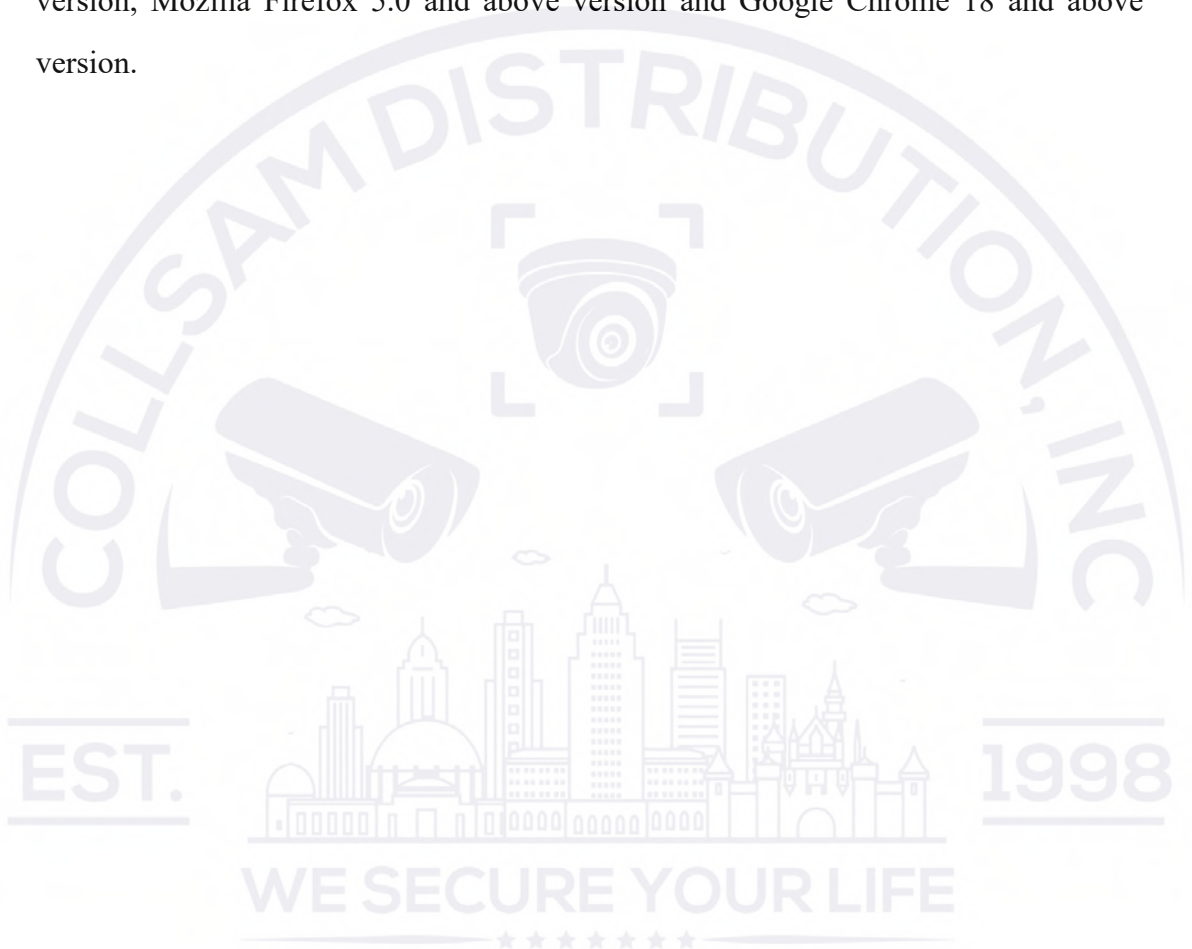 version, Mozilla Firefox 5.0 and above version and Google Chrome 18 and above
version.
COLLSAM DISTRIBUTION, INC
EST.
1998
WE SECURE YOUR LIFE